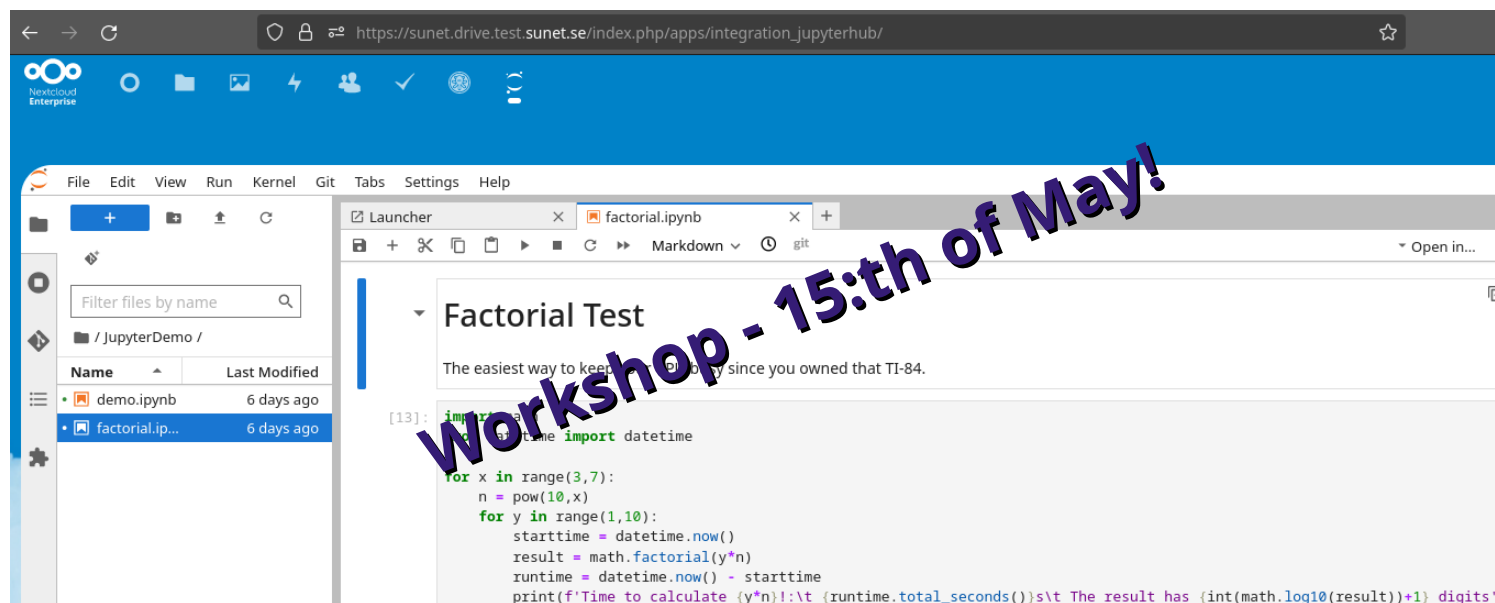 https://sunet.drive.test.sunet.se/index.php/apps/integration_jupyterhub/
Nextcloud
Enterprise
File Edit View Run Kernel Git Tabs Settings Help
Launcher
factorial.ipynb
Markdown
git
Open in...
Filter files by name
/ JupyterDemo /
Name Last Modified
demo.ipynb 6 days ago
factorial.ip... 6 days ago
Workshop - 15:th of May!
Factorial Test
The easiest way to keep since you owned that TI-84.
[13]:
import
import datetime
for x in range(3,7):
n = pow(10,x)
for y in range(1,10):
starttime = datetime.now()
result = math.factorial(y*n)
runtime = datetime.now() - starttime
print(f'Time to calculate {y*n}!:\t {runtime.total_seconds()}s\t The result has {int(math.log10(result))+1} digits'